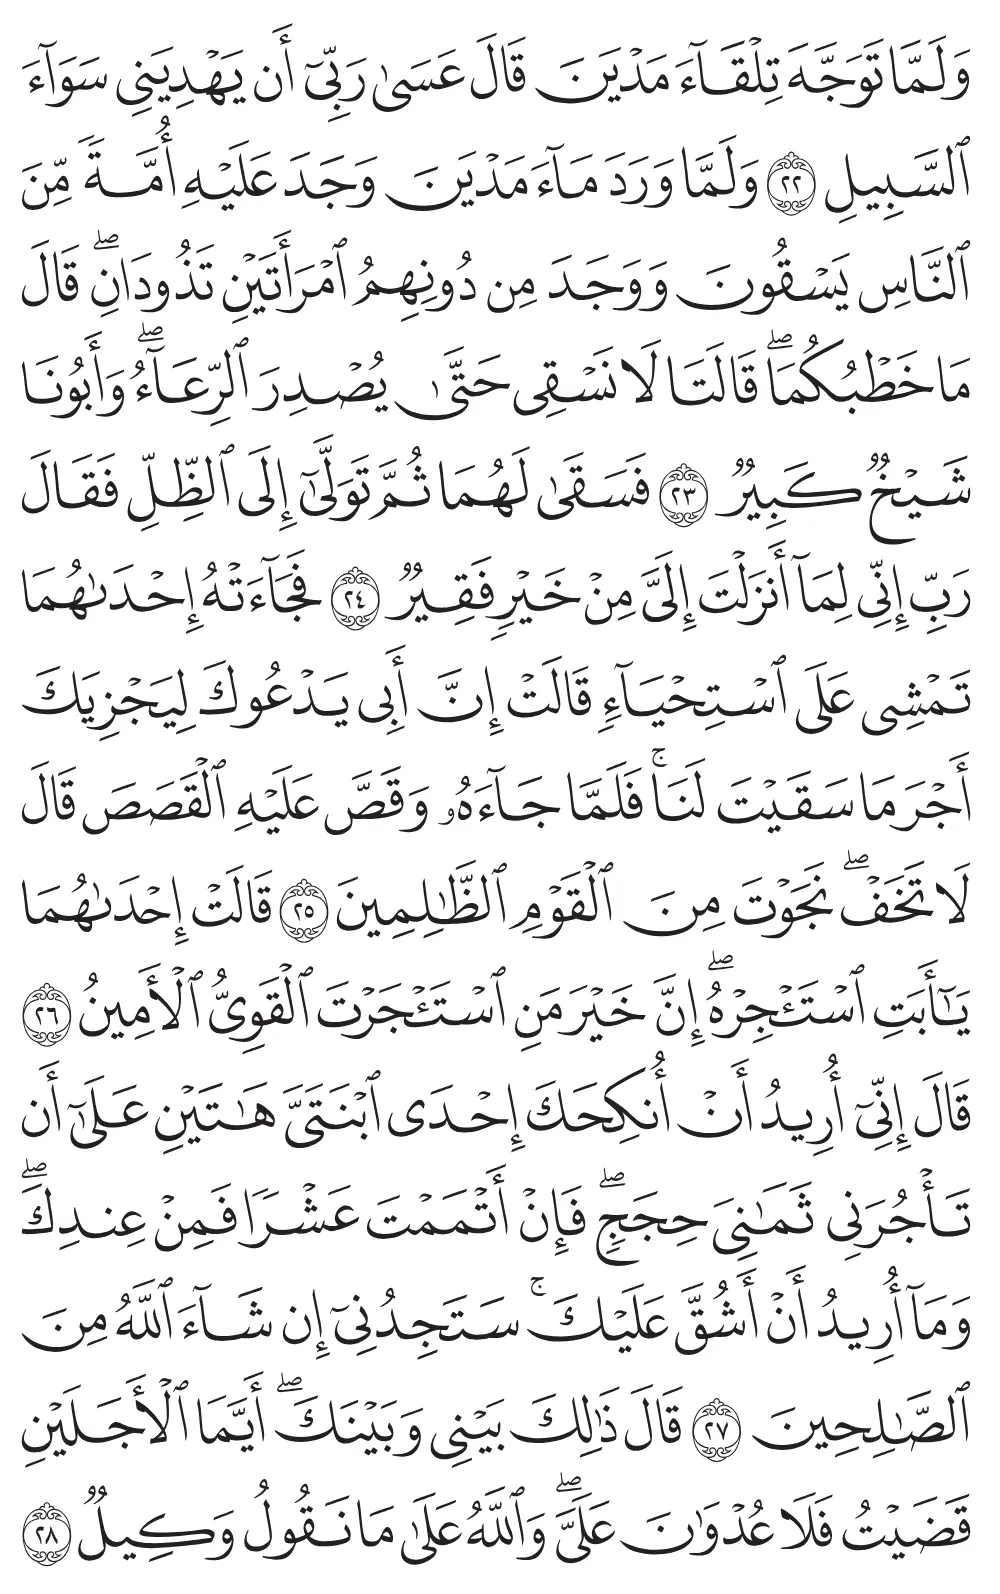 وَلَمَّا تَوَجَّهَ تِلْقَآءَ مَدْيَنَ قَالَ عَسَىٰ رَبِّىٓ أَن يَهْدِيَنِى سَوَآءَ
ٱلسَّبِيلِ ۝٢٢ وَلَمَّا وَرَدَ مَآءَ مَدْيَنَ وَجَدَ عَلَيْهِ أُمَّةً مِّنَ
ٱلنَّاسِ يَسْقُونَ وَوَجَدَ مِن دُونِهِمُ ٱمْرَأَتَيْنِ تَذُودَانِۖ قَالَ
مَا خَطْبُكُمَاۖ قَالَتَا لَا نَسْقِى حَتَّىٰ يُصْدِرَ ٱلرِّعَآءُۖ وَأَبُونَا
شَيْخٌ كَبِيرٌ ۝٢٣ فَسَقَىٰ لَهُمَا ثُمَّ تَوَلَّىٰٓ إِلَى ٱلظِّلِّ فَقَالَ
رَبِّ إِنِّى لِمَآ أَنزَلْتَ إِلَىَّ مِنْ خَيْرٍ فَقِيرٌ ۝٢٤ فَجَآءَتْهُ إِحْدَىٰهُمَا
تَمْشِى عَلَى ٱسْتِحْيَآءٍ قَالَتْ إِنَّ أَبِى يَدْعُوكَ لِيَجْزِيَكَ
أَجْرَ مَا سَقَيْتَ لَنَاۚ فَلَمَّا جَآءَهُۥ وَقَصَّ عَلَيْهِ ٱلْقَصَصَ قَالَ
لَا تَخَفْۖ نَجَوْتَ مِنَ ٱلْقَوْمِ ٱلظَّٰلِمِينَ ۝٢٥ قَالَتْ إِحْدَىٰهُمَا
يَٰٓأَبَتِ ٱسْتَـْٔجِرْهُۖ إِنَّ خَيْرَ مَنِ ٱسْتَـْٔجَرْتَ ٱلْقَوِىُّ ٱلْأَمِينُ ۝٢٦
قَالَ إِنِّىٓ أُرِيدُ أَنْ أُنكِحَكَ إِحْدَى ٱبْنَتَىَّ هَٰتَيْنِ عَلَىٰٓ أَن
تَأْجُرَنِى ثَمَٰنِىَ حِجَجٍۖ فَإِنْ أَتْمَمْتَ عَشْرًا فَمِنْ عِندِكَۖ
وَمَآ أُرِيدُ أَنْ أَشُقَّ عَلَيْكَۚ سَتَجِدُنِىٓ إِن شَآءَ ٱللَّهُ مِنَ
ٱلصَّٰلِحِينَ ۝٢٧ قَالَ ذَٰلِكَ بَيْنِى وَبَيْنَكَۖ أَيَّمَا ٱلْأَجَلَيْنِ
قَضَيْتُ فَلَا عُدْوَٰنَ عَلَىَّۖ وَٱللَّهُ عَلَىٰ مَا نَقُولُ وَكِيلٌ ۝٢٨